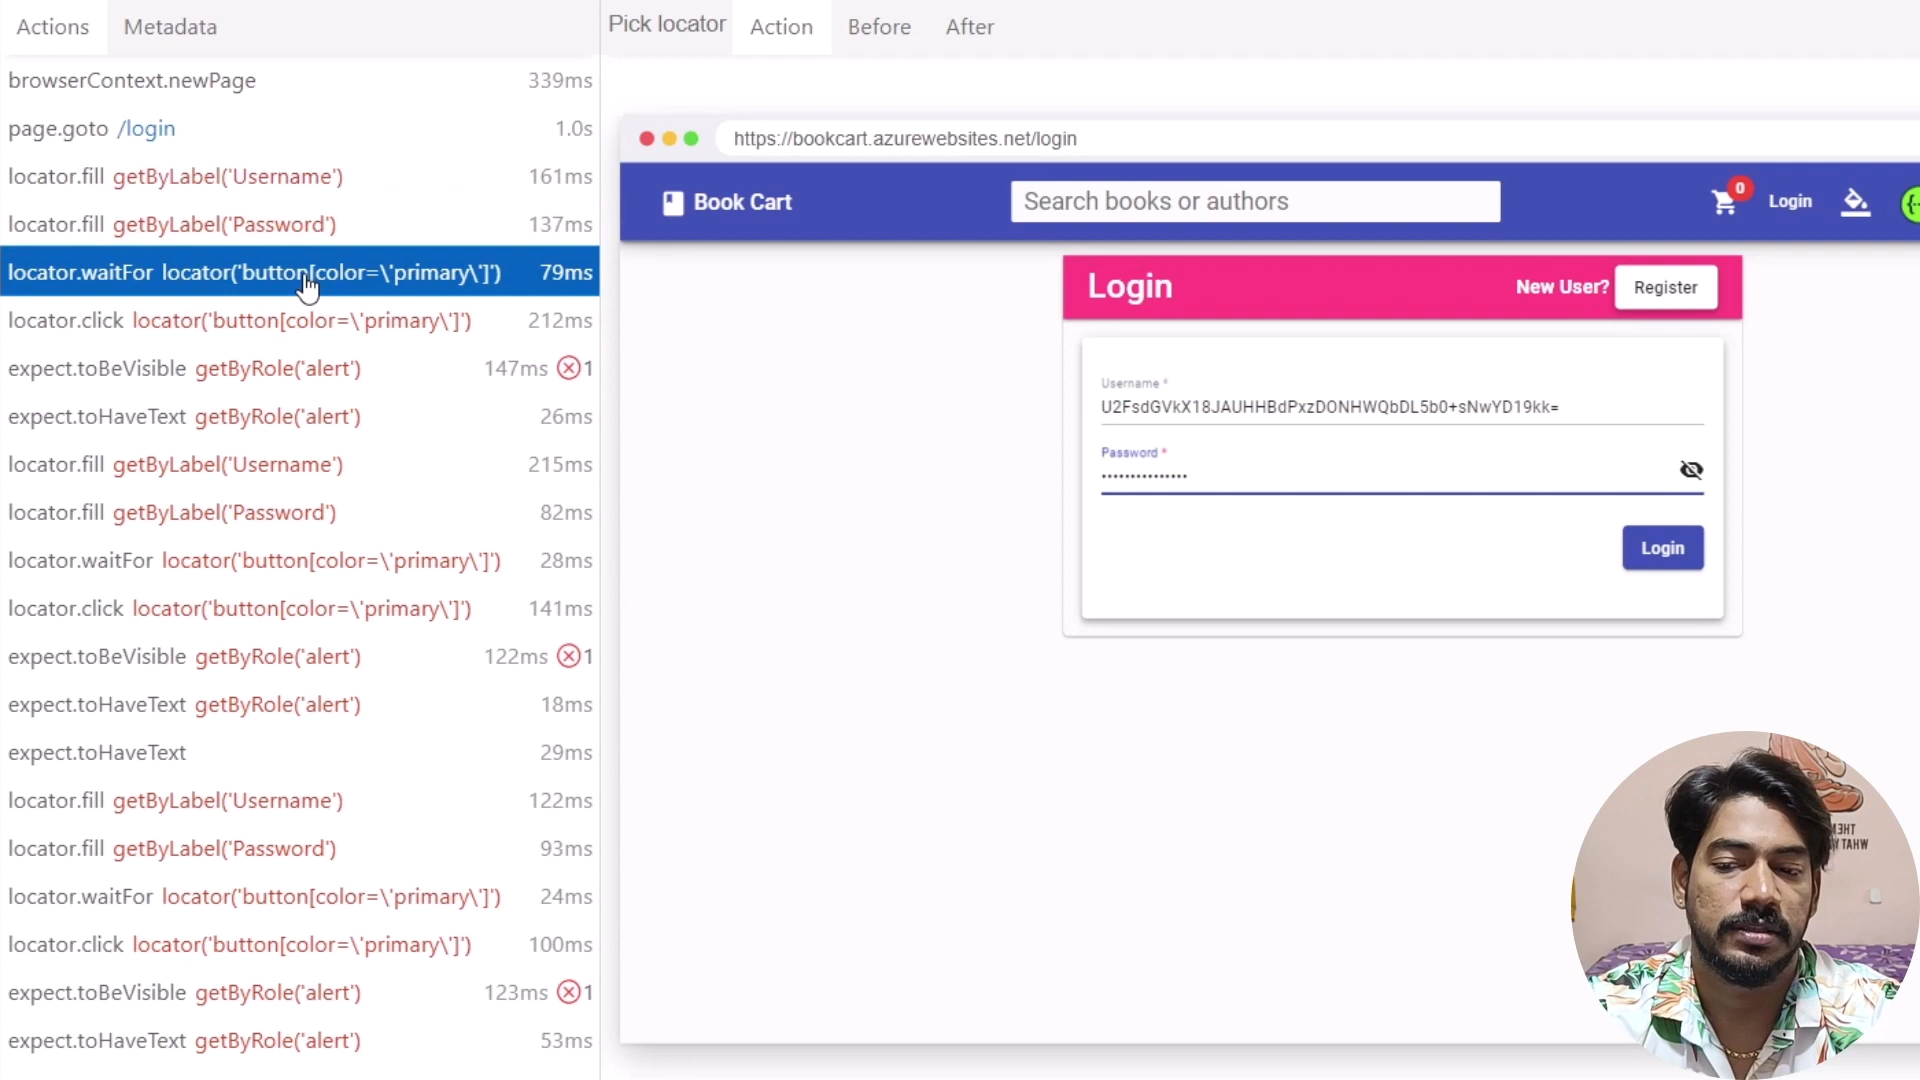 Actions Metadata
browserContext.newPage 339ms
page.goto /login 1.0s
locator.fill getByLabel('Username') 161ms
locator.fill getByLabel('Password') 137ms
locator.waitFor locator('button[color=\'primary\']') 79ms
locator.click locator('button[color=\'primary\']') 212ms
expect.toBeVisible getByRole('alert') 147ms 1
expect.toHaveText getByRole('alert') 26ms
locator.fill getByLabel('Username') 215ms
locator.fill getByLabel('Password') 82ms
locator.waitFor locator('button[color=\'primary\']') 28ms
locator.click locator('button[color=\'primary\']') 141ms
expect.toBeVisible getByRole('alert') 122ms 1
expect.toHaveText getByRole('alert') 18ms
expect.toHaveText 29ms
locator.fill getByLabel('Username') 122ms
locator.fill getByLabel('Password') 93ms
locator.waitFor locator('button[color=\'primary\']') 24ms
locator.click locator('button[color=\'primary\']') 100ms
expect.toBeVisible getByRole('alert') 123ms 1
expect.toHaveText getByRole('alert') 53ms
Pick locator Action Before After
https://bookcart.azurewebsites.net/login
Book Cart Search books or authors 0 Login
Login New User? Register
Username *
U2FsdGVkX18JAUHHBdPxzDONHWQbDL5b0+sNwYD19kk=
Password *
Login